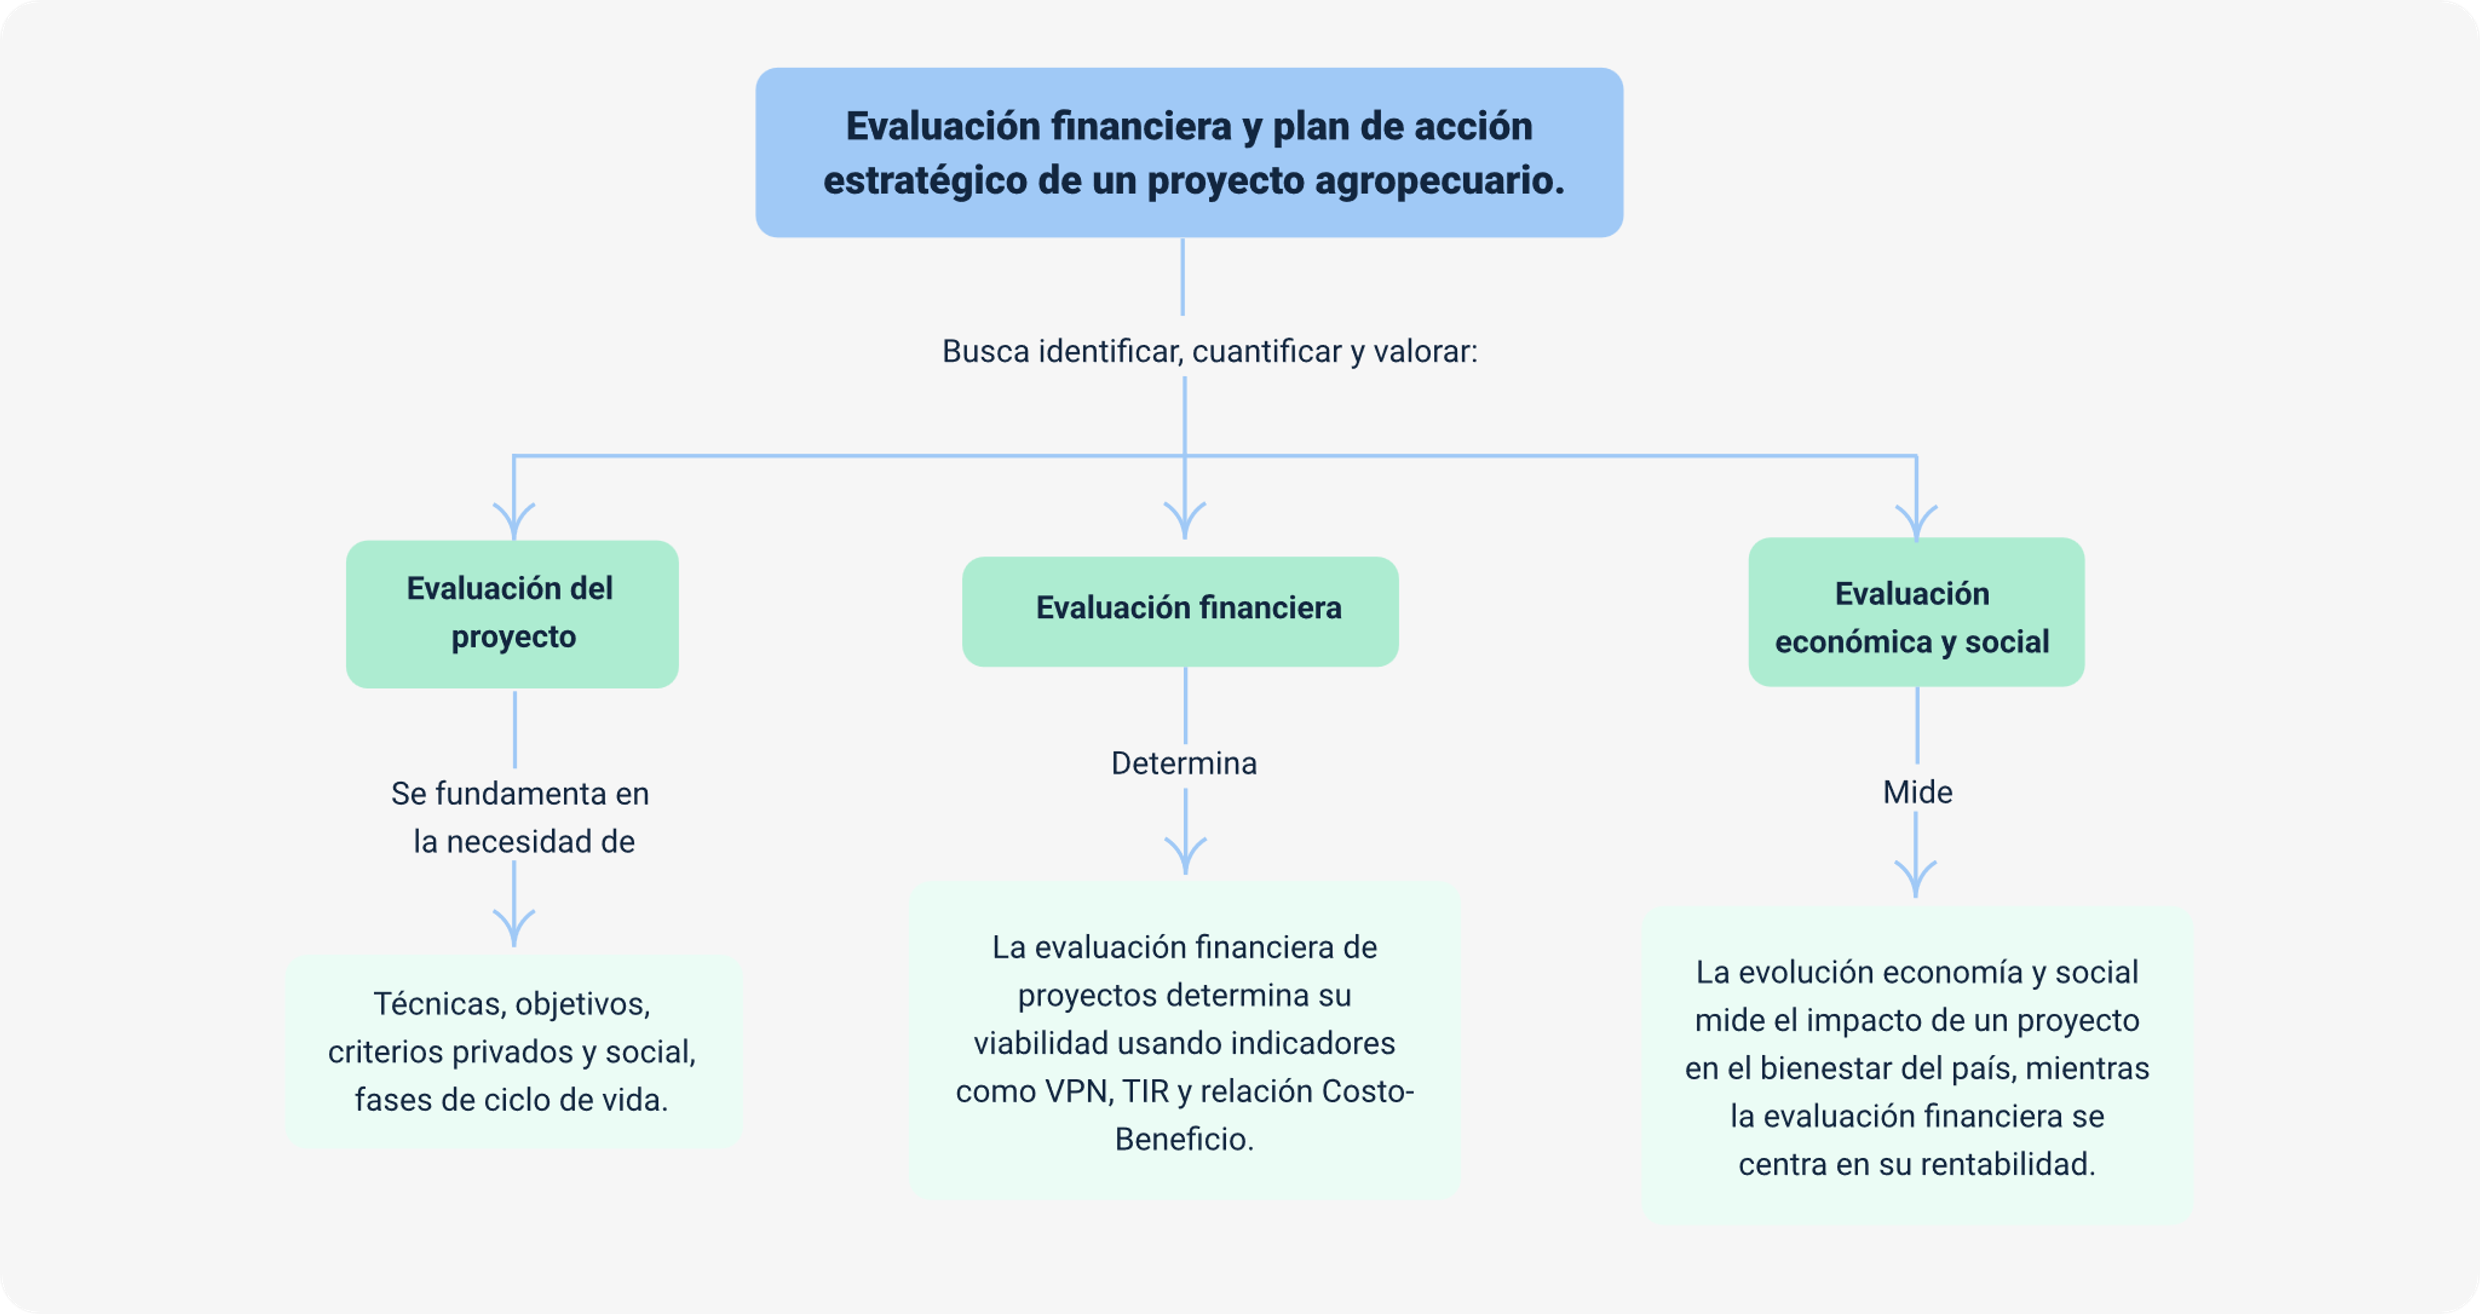 Evaluación financiera y plan de acción
estratégico de un proyecto agropecuario.
Busca identificar, cuantificar y valorar:
Evaluación del
proyecto
Se fundamenta en
la necesidad de
Técnicas, objetivos,
criterios privados y social,
fases de ciclo de vida.
Evaluación financiera
Determina
La evaluación financiera de
proyectos determina su
viabilidad usando indicadores
como VPN, TIR y relación Costo-
Beneficio.
Evaluación
económica y social
Mide
La evolución economía y social
mide el impacto de un proyecto
en el bienestar del país, mientras
la evaluación financiera se
centra en su rentabilidad.